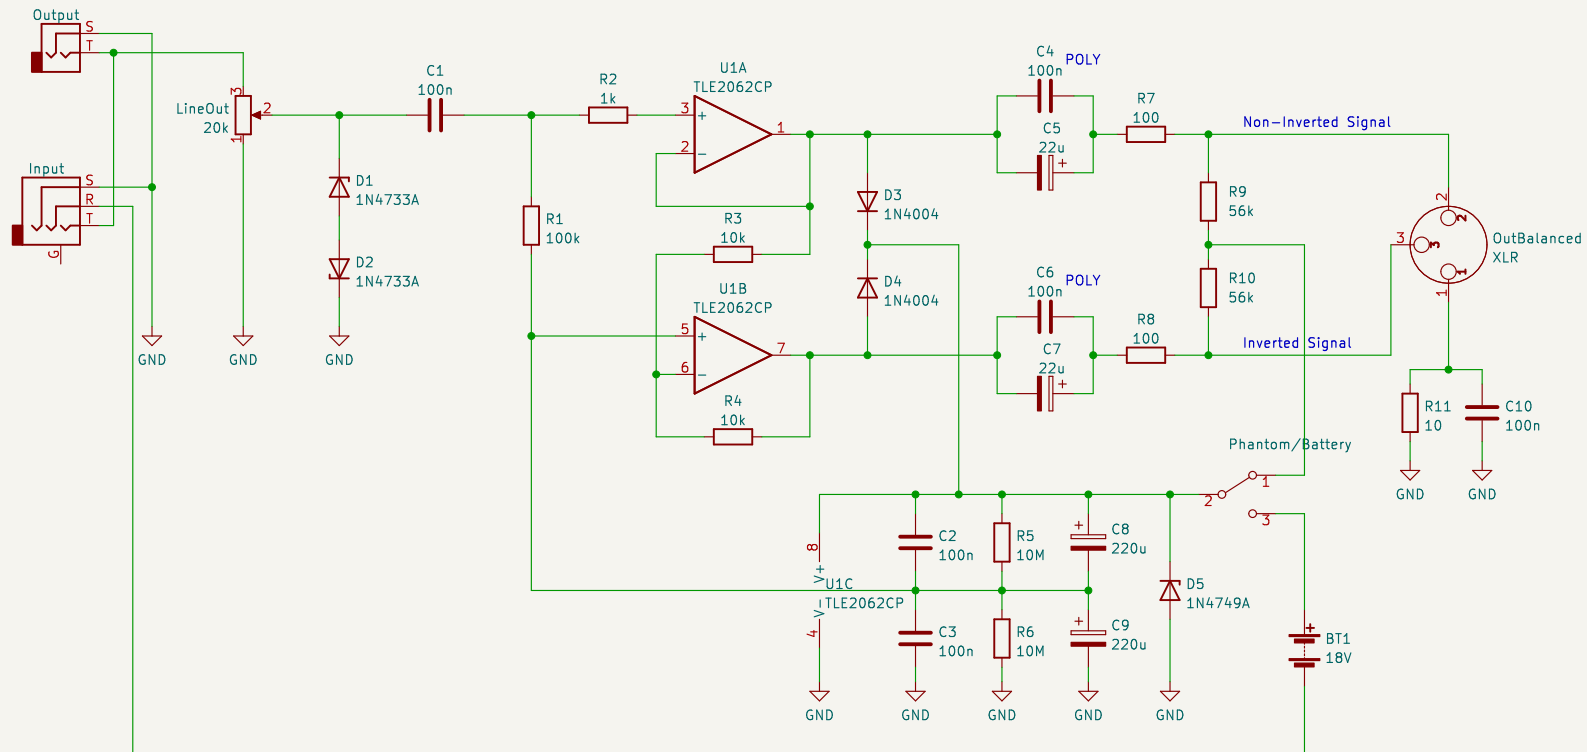 Output
S
T
3
LineOut
20k
2
1
Input
S
R
T
G
GND
GND
GND
D1
1N4733A
D2
1N4733A
C1
100n
R2
1k
R1
100k
U1A
TLE2062CP
3
+
2
−
1
R3
10k
U1B
TLE2062CP
5
+
6
−
7
R4
10k
D3
1N4004
D4
1N4004
C4
100n
POLY
C5
22u
+
R7
100
Non-Inverted Signal
C6
100n
POLY
C7
22u
+
R8
100
Inverted Signal
R9
56k
R10
56k
2
2
3
3
1
1
OutBalanced
XLR
R11
10
C10
100n
GND
GND
Phantom/Battery
1
2
3
8
V+
U1C
TLE2062CP
V−
4
C2
100n
R5
10M
+
C8
220u
D5
1N4749A
C3
100n
R6
10M
+
C9
220u
+
BT1
18V
GND
GND
GND
GND
GND